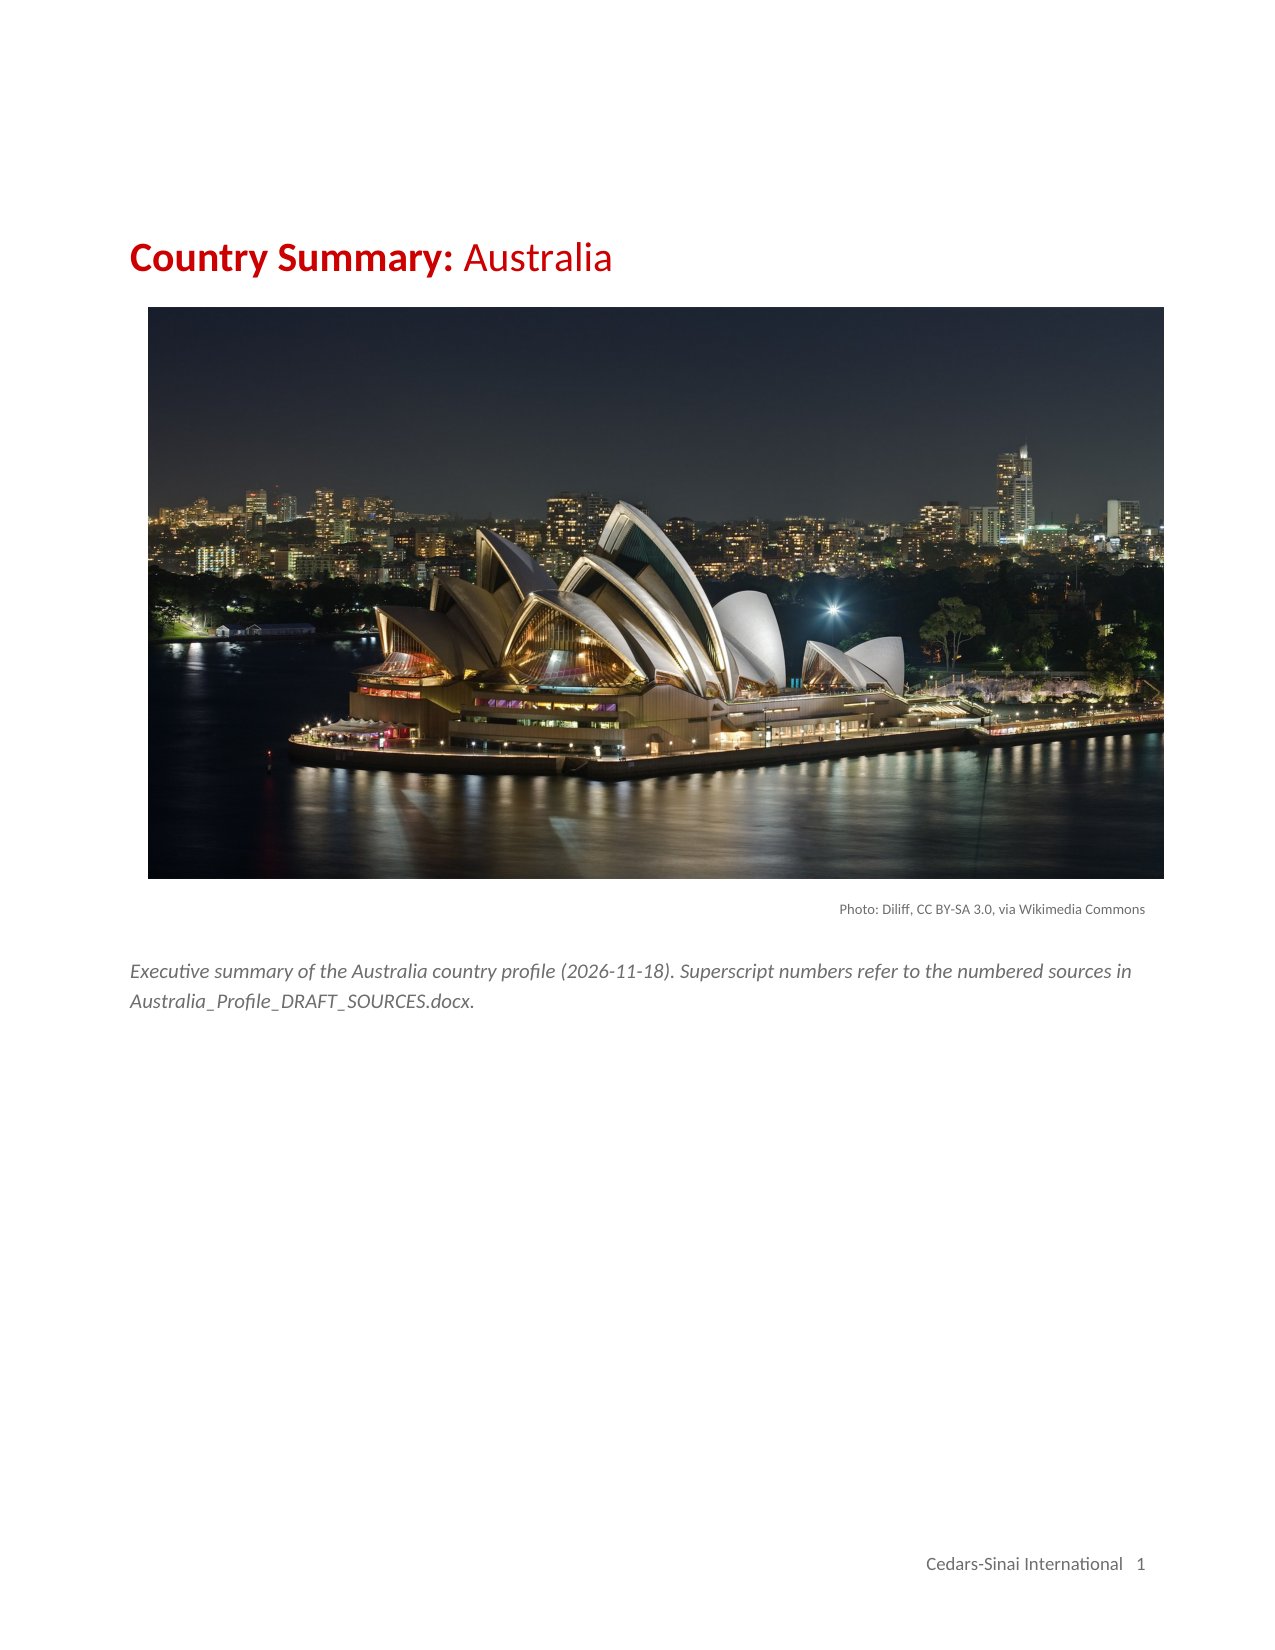 Country Summary: Australia
Photo: Diliff, CC BY-SA 3.0, via Wikimedia Commons
Executive summary of the Australia country profile (2026-11-18). Superscript numbers refer to the numbered sources in
Australia_Profile_DRAFT_SOURCES.docx.
Cedars-Sinai International 1